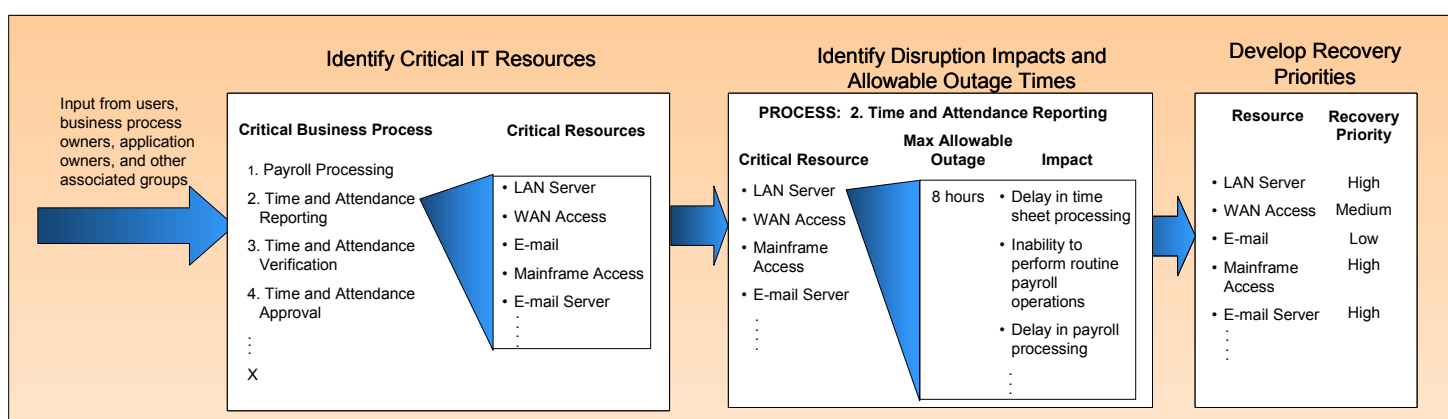 Identify Critical IT Resources
Identify Disruption Impacts and
Allowable Outage Times
Develop Recovery
Priorities
Input from users,
business process
owners, application
owners, and other
associated groups
Critical Business Process
1. Payroll Processing
2. Time and Attendance
Reporting
3. Time and Attendance
Verification
4. Time and Attendance
Approval
:
:
X
Critical Resources
• LAN Server
• WAN Access
• E-mail
• Mainframe Access
• E-mail Server
:
:
PROCESS: 2. Time and Attendance Reporting
Critical Resource
• LAN Server
• WAN Access
• Mainframe
Access
• E-mail Server
:
:
Max Allowable
Outage
8 hours
Impact
• Delay in time
sheet processing
• Inability to
perform routine
payroll
operations
• Delay in payroll
processing
:
Resource Recovery
Priority
• LAN Server High
• WAN Access Medium
• E-mail Low
• Mainframe High
Access
• E-mail Server High
:
: